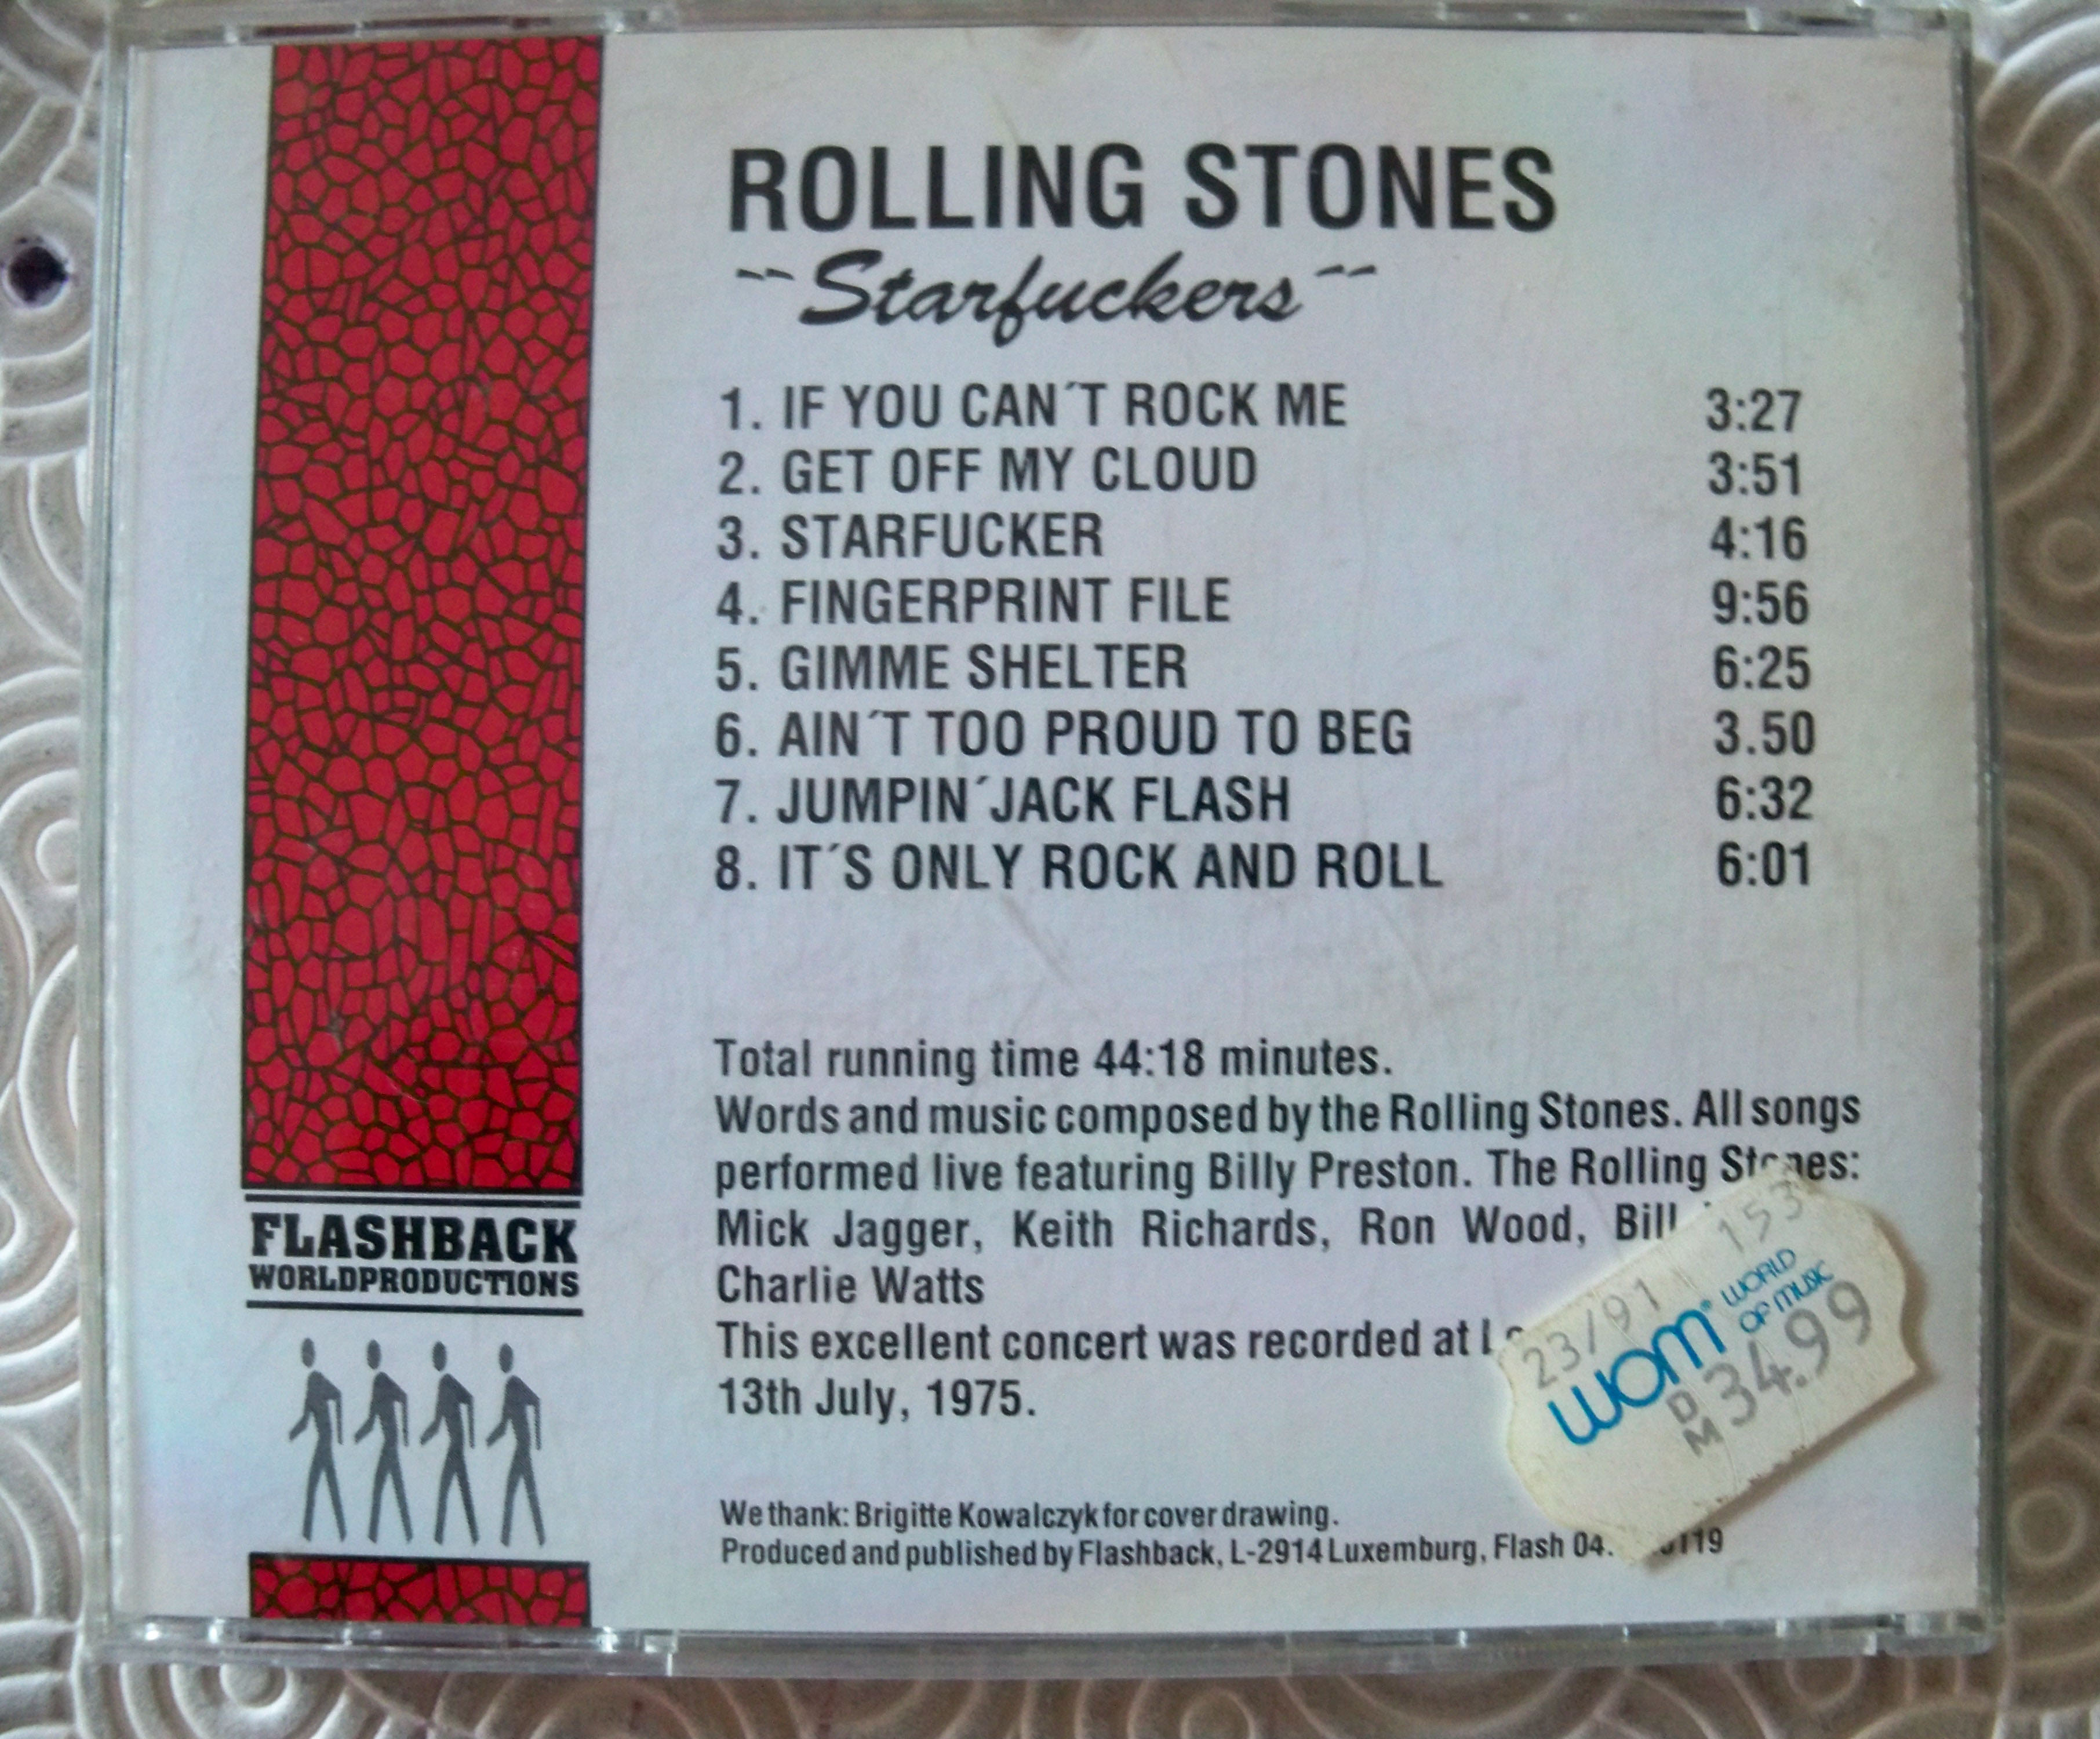 ROLLING STONES
~~Starfuckers~~
1. IF YOU CAN´T ROCK ME 3:27
2. GET OFF MY CLOUD 3:51
3. STARFUCKER 4:16
4. FINGERPRINT FILE 9:56
5. GIMME SHELTER 6:25
6. AIN´T TOO PROUD TO BEG 3.50
7. JUMPIN´JACK FLASH 6:32
8. IT´S ONLY ROCK AND ROLL 6:01
Total running time 44:18 minutes.
Words and music composed by the Rolling Stones. All songs
performed live featuring Billy Preston. The Rolling Stones:
Mick Jagger, Keith Richards, Ron Wood, Bill
Charlie Watts
This excellent concert was recorded at
13th July, 1975.
We thank: Brigitte Kowalczyk for cover drawing.
Produced and published by Flashback, L-2914 Luxemburg, Flash 04.
FLASHBACK
WORLDPRODUCTIONS
23/91 153
wom® WORLD
OF MUSIC
DM 34.99